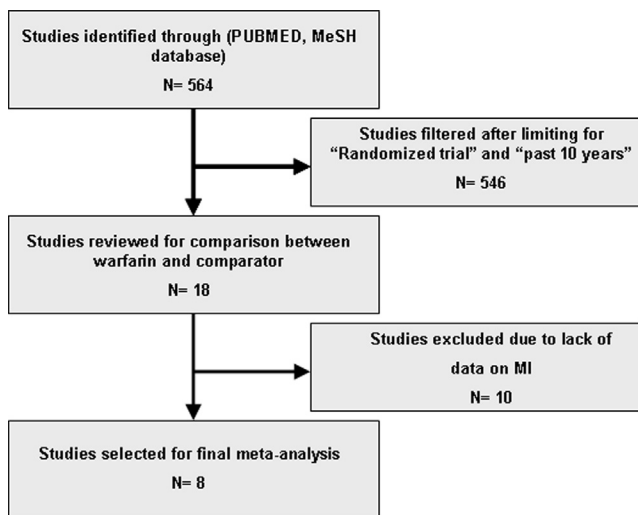 Studies identified through (PUBMED, MeSH
database)
N= 564
Studies filtered after limiting for
“Randomized trial” and “past 10 years”
N= 546
Studies reviewed for comparison between
warfarin and comparator
N= 18
Studies excluded due to lack of
data on MI
N= 10
Studies selected for final meta-analysis
N= 8